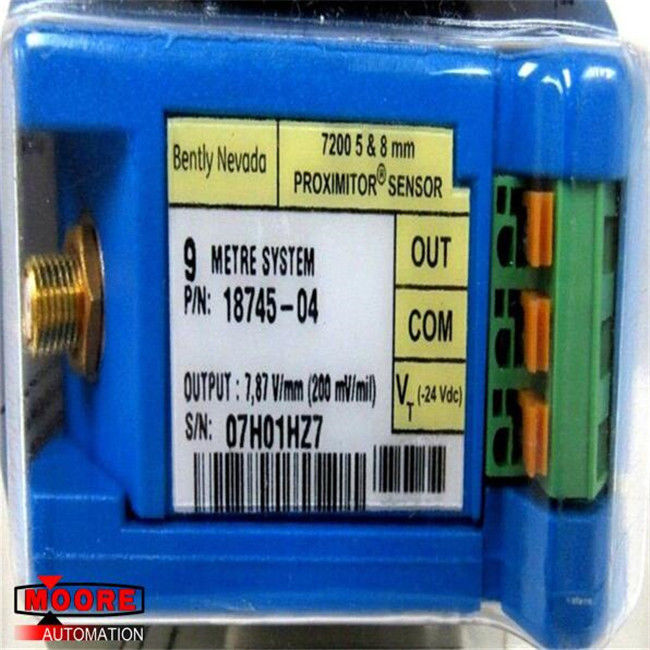 Bently Nevada
7200 5 & 8 mm
PROXIMITOR® SENSOR
9 METRE SYSTEM
P/N: 18745-04
OUT
COM
OUTPUT : 7,87 V/mm (200 mV/mil)
VT (-24 Vdc)
S/N: 07H01HZ7
MOORE
AUTOMATION